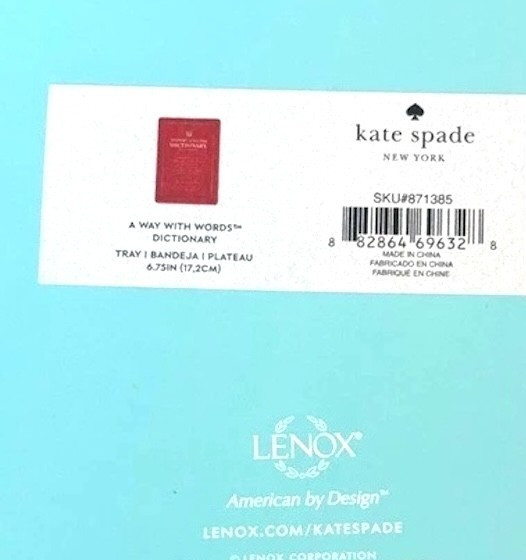 DICTIONARY
A WAY WITH WORDS™
DICTIONARY
TRAY | BANDEJA | PLATEAU
6.75IN (17.2CM)
kate spade
NEW YORK
SKU#871385
8 82864 69632 8
MADE IN CHINA
FABRICADO EN CHINA
FABRIQUÉ EN CHINE
LENOX®
American by Design™
LENOX.COM/KATESPADE
© LENOX CORPORATION